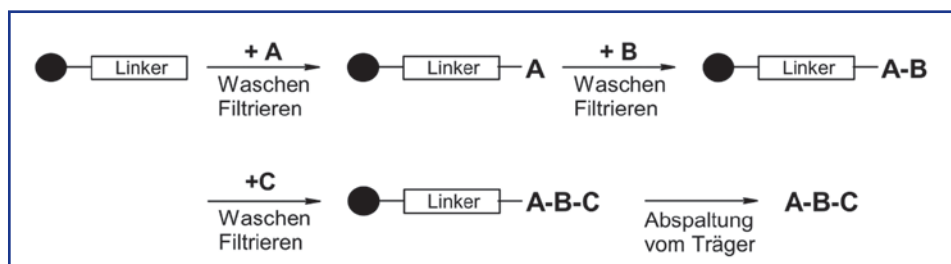 + A
+ B
Linker
Linker
A
Linker
A-B
Waschen
Filtrieren
Waschen
Filtrieren
+C
Linker
A-B-C
A-B-C
Waschen
Filtrieren
Abspaltung
vom Träger